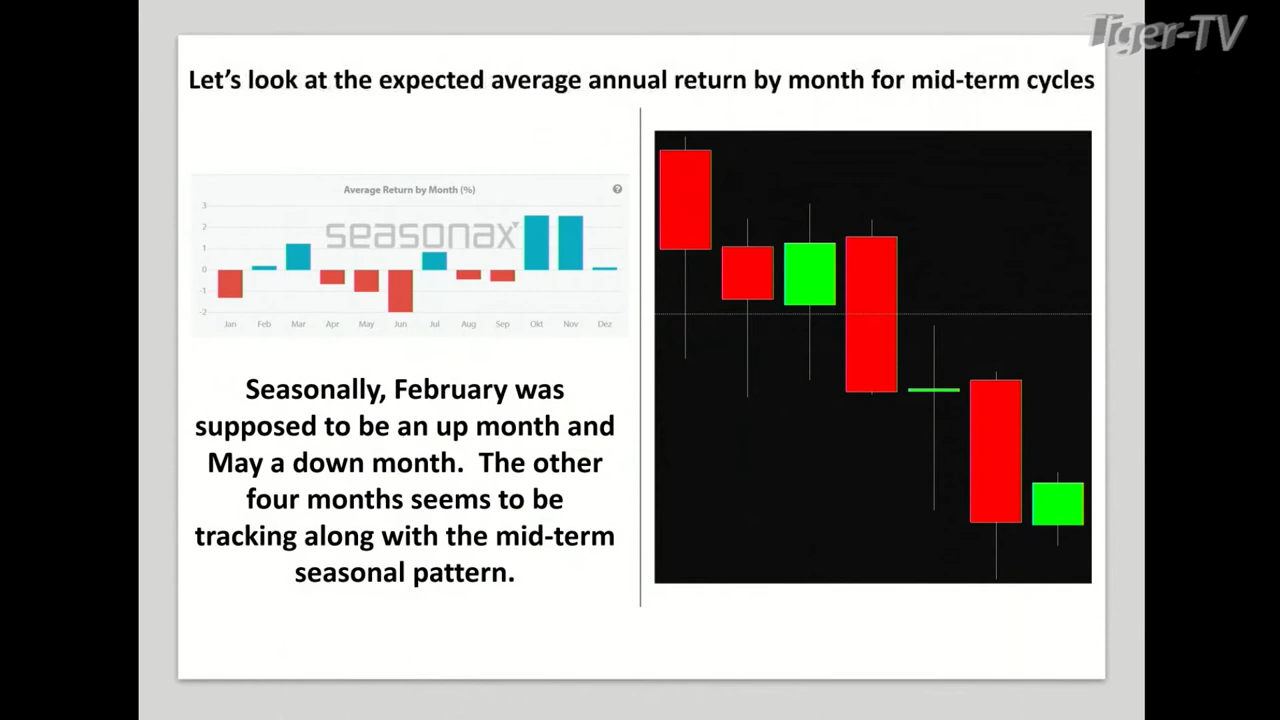 Tiger-TV
Let's look at the expected average annual return by month for mid-term cycles
Average Return by Month (%)
?
seasonax
3
2
1
0
-1
-2
Jan Feb Mar Apr May Jun Jul Aug Sep Okt Nov Dez
Seasonally, February was
supposed to be an up month and
May a down month. The other
four months seems to be
tracking along with the mid-term
seasonal pattern.